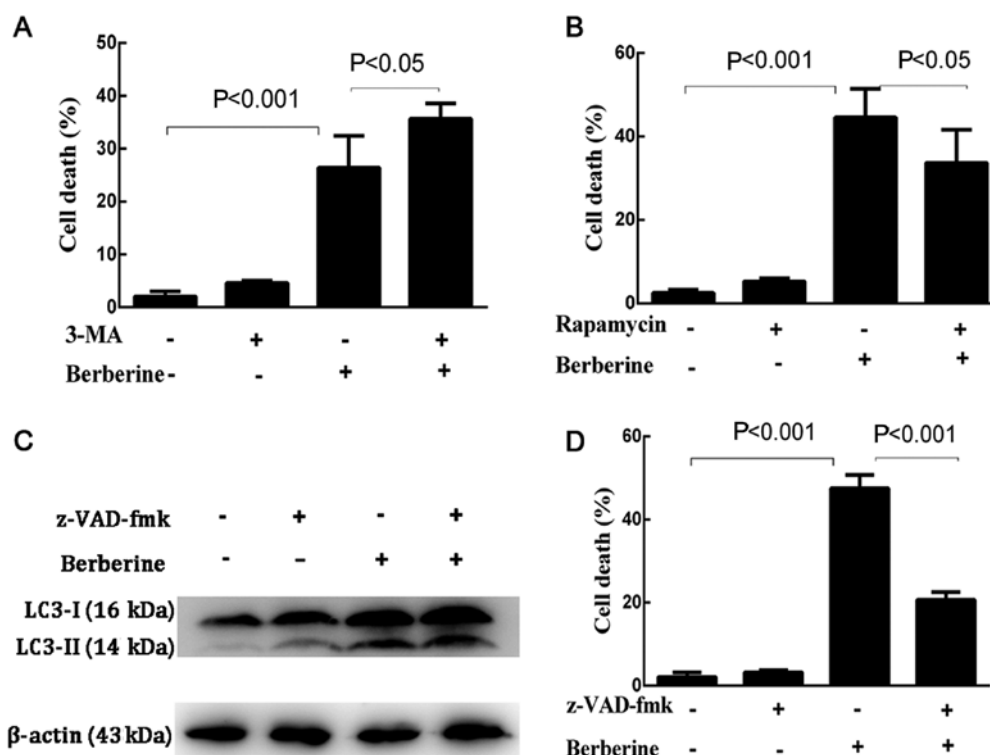 A
50
40
30
20
10
0
Cell death (%)
P<0.001
P<0.05
3-MA - + - +
Berberine - - + +
B
60
40
20
0
Cell death (%)
P<0.001
P<0.05
Rapamycin - + - +
Berberine - - + +
C
z-VAD-fmk - + - +
Berberine - - + +
LC3-I (16 kDa)
LC3-II (14 kDa)
β-actin (43 kDa)
D
60
40
20
0
Cell death (%)
P<0.001
P<0.001
z-VAD-fmk - + - +
Berberine - - + +